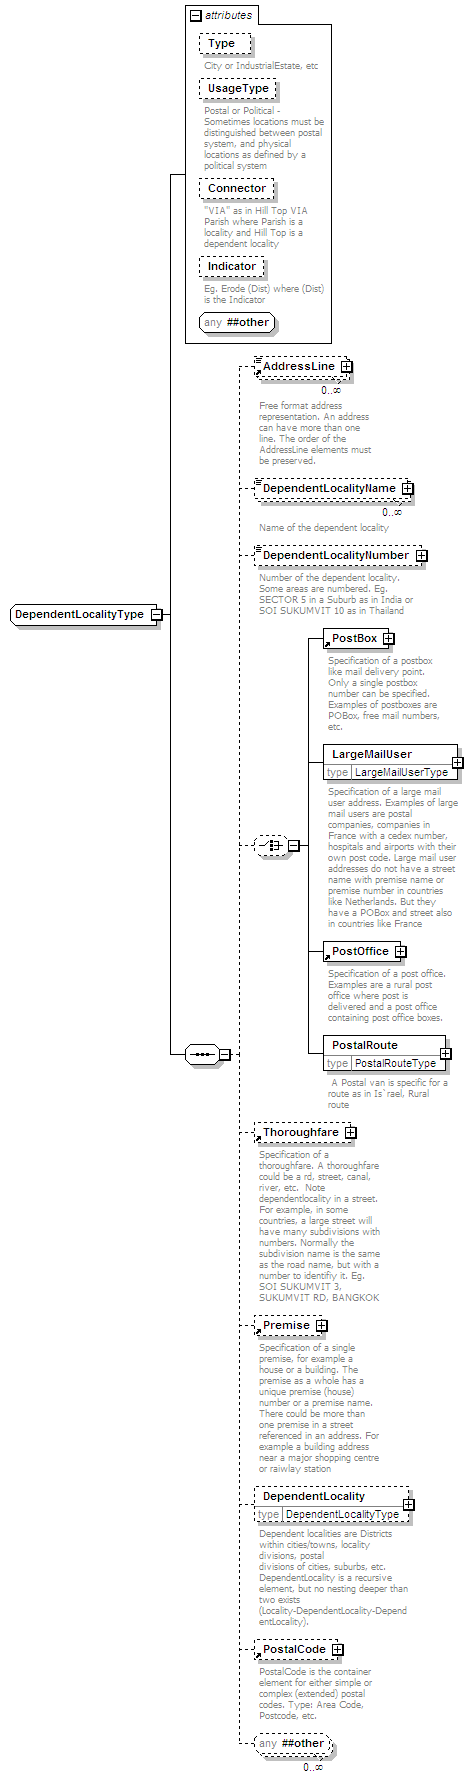 attributes
Type
City or IndustrialEstate, etc
UsageType
Postal or Political -
Sometimes locations must be
distinguished between postal
system, and physical
locations as defined by a
political system
Connector
"VIA" as in Hill Top VIA
Parish where Parish is a
locality and Hill Top is a
dependent locality
Indicator
Eg. Erode (Dist) where (Dist)
is the Indicator
any ##other
AddressLine
0..∞
Free format address
representation. An address
can have more than one
line. The order of the
AddressLine elements must
be preserved.
DependentLocalityName
0..∞
Name of the dependent locality
DependentLocalityNumber
Number of the dependent locality.
Some areas are numbered. Eg.
SECTOR 5 in a Suburb as in India or
SOI SUKUMVIT 10 as in Thailand
DependentLocalityType
PostBox
Specification of a postbox
like mail delivery point.
Only a single postbox
number can be specified.
Examples of postboxes are
POBox, free mail numbers,
etc.
LargeMailUser
type LargeMailUserType
Specification of a large mail
user address. Examples of large
mail users are postal
companies, companies in
France with a cedex number,
hospitals and airports with their
own post code. Large mail user
addresses do not have a street
name with premise name or
premise number in countries
like Netherlands. But they
have a POBox and street also
in countries like France
PostOffice
Specification of a post office.
Examples are a rural post
office where post is
delivered and a post office
containing post office boxes.
PostalRoute
type PostalRouteType
A Postal van is specific for a
route as in Is`rael, Rural
route
Thoroughfare
Specification of a
thoroughfare. A thoroughfare
could be a rd, street, canal,
river, etc.  Note
dependentlocality in a street.
For example, in some
countries, a large street will
have many subdivisions with
numbers. Normally the
subdivision name is the same
as the road name, but with a
number to identifiy it. Eg.
SOI SUKUMVIT 3,
SUKUMVIT RD, BANGKOK
Premise
Specification of a single
premise, for example a
house or a building. The
premise as a whole has a
unique premise (house)
number or a premise name.
There could be more than
one premise in a street
referenced in an address. For
example a building address
near a major shopping centre
or raiwlay station
DependentLocality
type DependentLocalityType
Dependent localities are Districts
within cities/towns, locality
divisions, postal
divisions of cities, suburbs, etc.
DependentLocality is a recursive
element, but no nesting deeper than
two exists
(Locality-DependentLocality-Depend
entLocality).
PostalCode
PostalCode is the container
element for either simple or
complex (extended) postal
codes. Type: Area Code,
Postcode, etc.
any ##other
0..∞